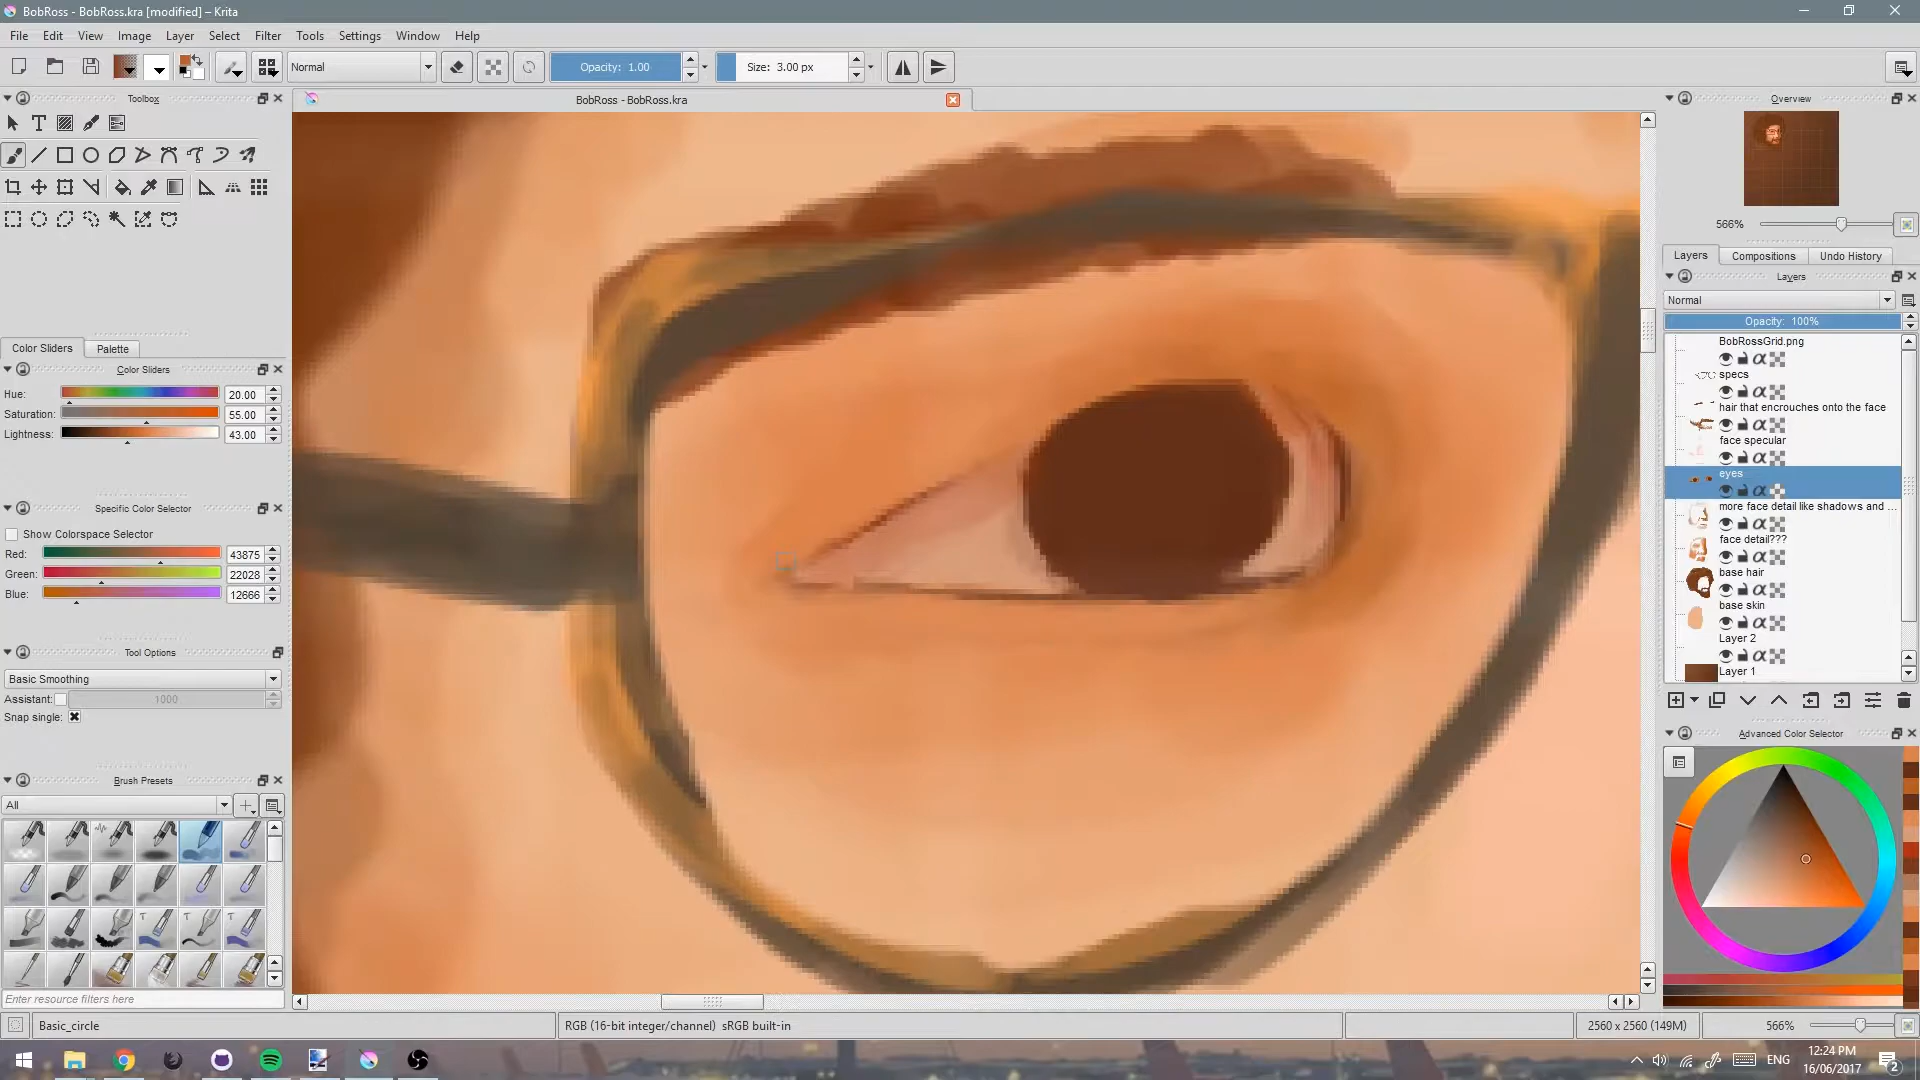 BobRoss - BobRoss.kra [modified] – Krita
File Edit View Image Layer Select Filter Tools Settings Window Help
Normal Opacity: 1.00 Size: 3.00 px
Toolbox
BobRoss - BobRoss.kra
Overview
566%
Layers Compositions Undo History
Layers
Normal
Opacity: 100%
BobRossGrid.png
specs
hair that encrouches onto the face
face specular
eyes
more face detail like shadows and ...
face detail???
base hair
base skin
Layer 2
Layer 1
Color Sliders Palette
Color Sliders
Hue: 20.00
Saturation: 55.00
Lightness: 43.00
Specific Color Selector
Show Colorspace Selector
Red: 43875
Green: 22028
Blue: 12666
Tool Options
Basic Smoothing
Assistant: 1000
Snap single:
Brush Presets
All
Enter resource filters here
Advanced Color Selector
Basic_circle
RGB (16-bit integer/channel) sRGB built-in
2560 x 2560 (149M)
566%
ENG
12:24 PM
16/06/2017
2